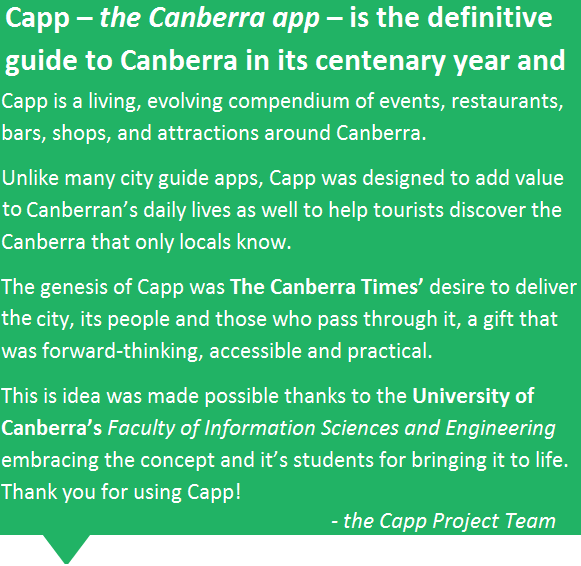 Capp – the Canberra app – is the definitive
guide to Canberra in its centenary year and
Capp is a living, evolving compendium of events, restaurants,
bars, shops, and attractions around Canberra.
Unlike many city guide apps, Capp was designed to add value
to Canberran's daily lives as well to help tourists discover the
Canberra that only locals know.
The genesis of Capp was The Canberra Times' desire to deliver
the city, its people and those who pass through it, a gift that
was forward-thinking, accessible and practical.
This is idea was made possible thanks to the University of
Canberra's Faculty of Information Sciences and Engineering
embracing the concept and it's students for bringing it to life.
Thank you for using Capp!
- the Capp Project Team